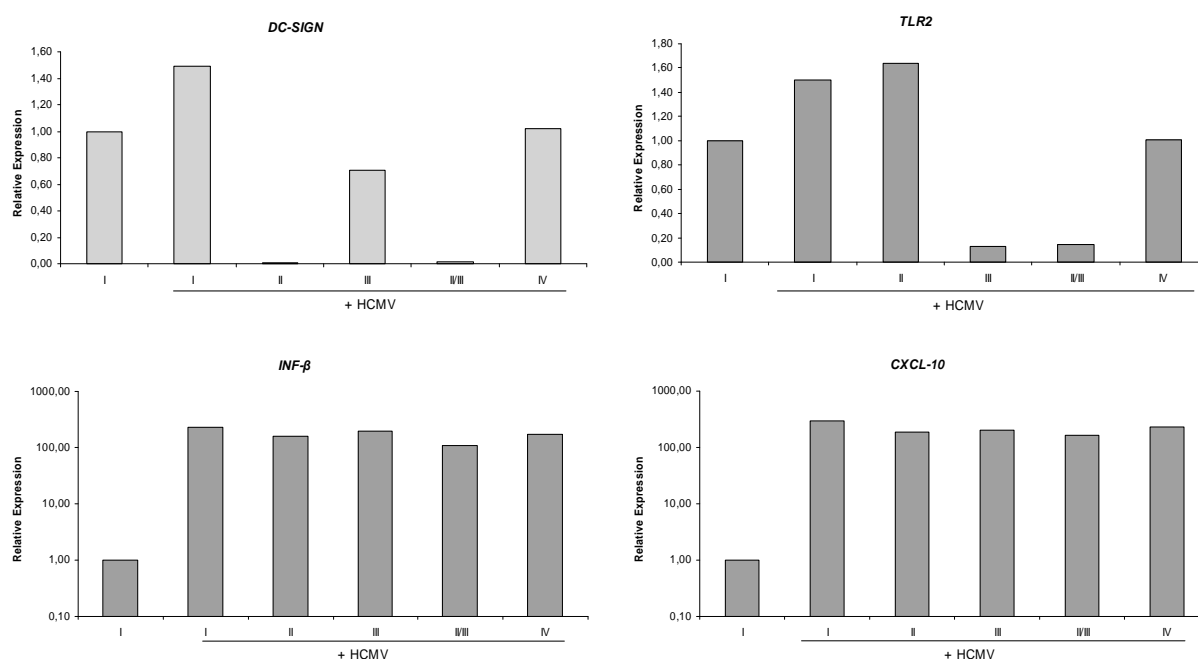 DC-SIGN
Relative Expression
1,60
1,40
1,20
1,00
0,80
0,60
0,40
0,20
0,00
I I II III II/III IV
+ HCMV
TLR2
Relative Expression
1,80
1,60
1,40
1,20
1,00
0,80
0,60
0,40
0,20
0,00
I I II III II/III IV
+ HCMV
INF-β
Relative Expression
1000,00
100,00
10,00
1,00
0,10
I I II III II/III IV
+ HCMV
CXCL-10
Relative Expression
1000,00
100,00
10,00
1,00
0,10
I I II III II/III IV
+ HCMV